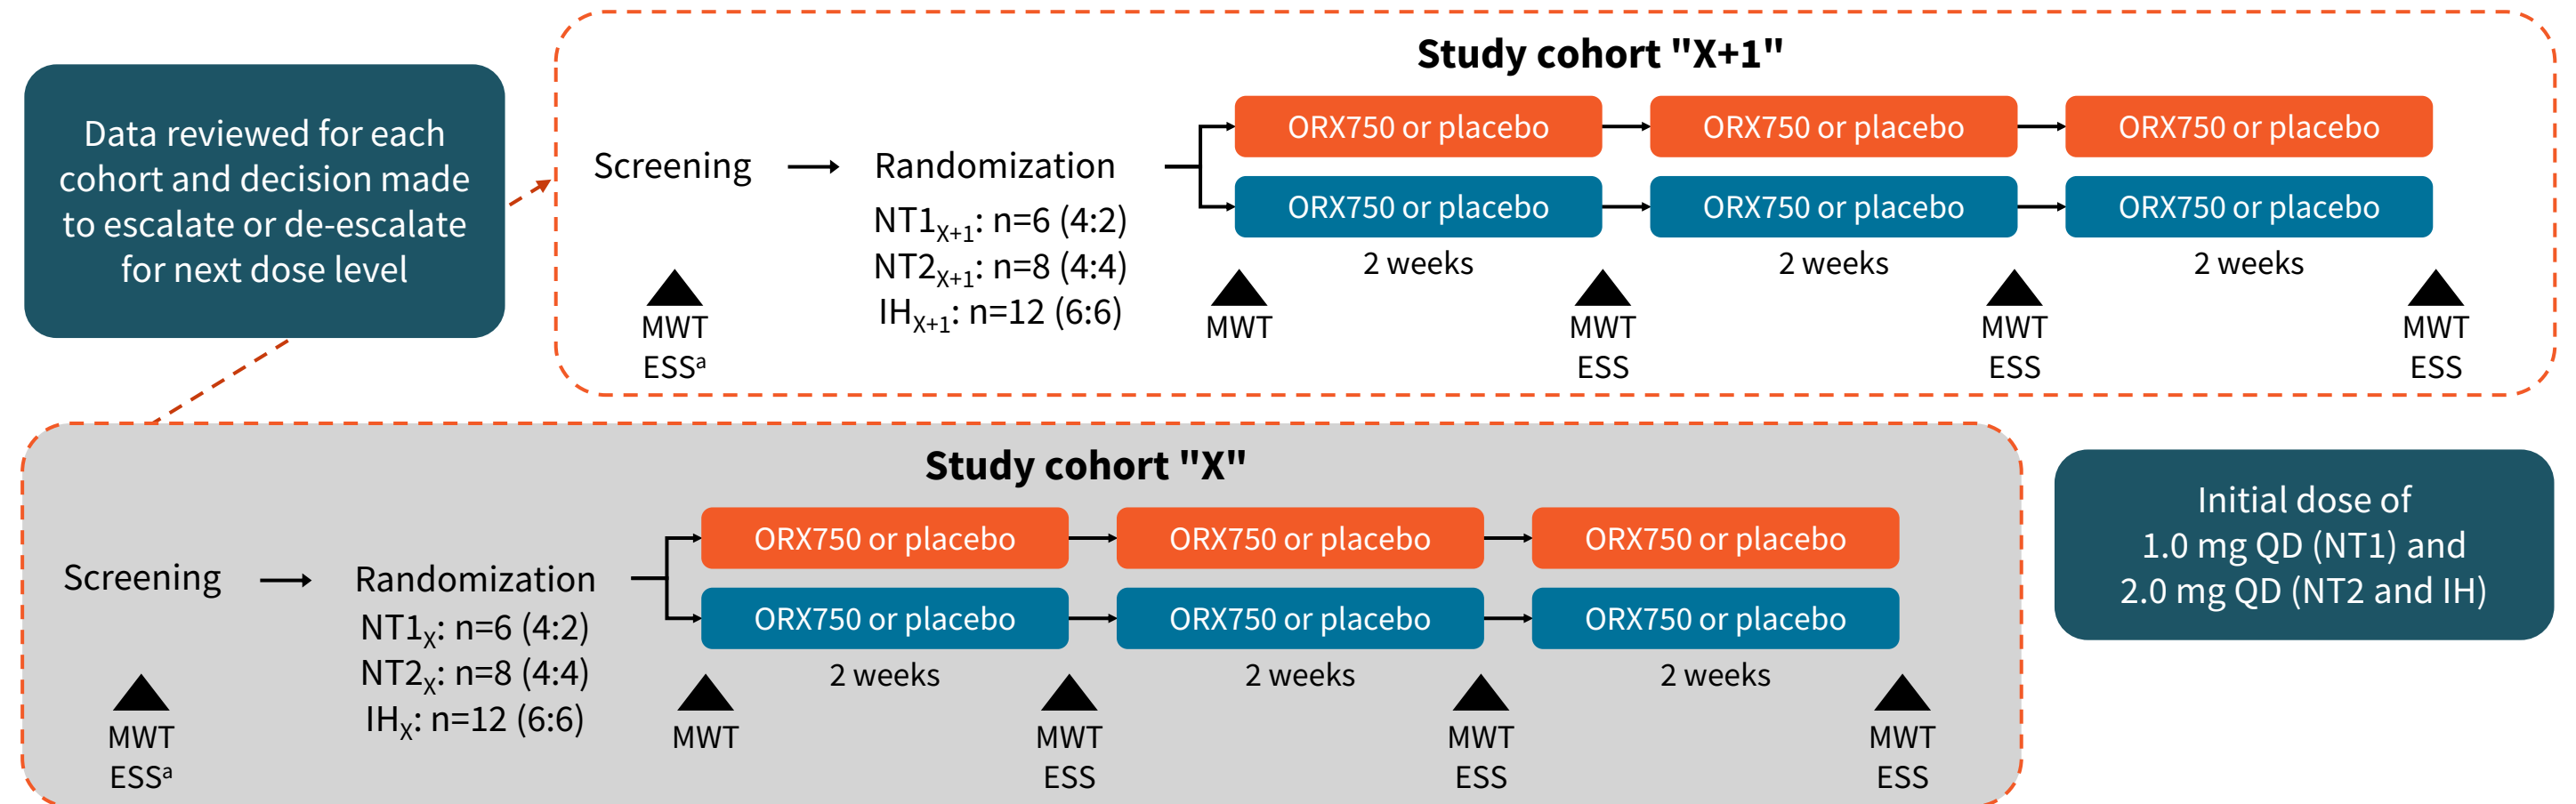 Data reviewed for each
cohort and decision made
to escalate or de-escalate
for next dose level
Study cohort "X+1"
Screening
Randomization
NT1X+1: n=6 (4:2)
NT2X+1: n=8 (4:4)
IHX+1: n=12 (6:6)
ORX750 or placebo
ORX750 or placebo
ORX750 or placebo
ORX750 or placebo
ORX750 or placebo
ORX750 or placebo
2 weeks
2 weeks
2 weeks
MWT
ESSa
MWT
MWT
ESS
MWT
ESS
MWT
ESS
Study cohort "X"
Screening
Randomization
NT1X: n=6 (4:2)
NT2X: n=8 (4:4)
IHX: n=12 (6:6)
ORX750 or placebo
ORX750 or placebo
ORX750 or placebo
ORX750 or placebo
ORX750 or placebo
ORX750 or placebo
2 weeks
2 weeks
2 weeks
MWT
ESSa
MWT
MWT
ESS
MWT
ESS
MWT
ESS
Initial dose of
1.0 mg QD (NT1) and
2.0 mg QD (NT2 and IH)